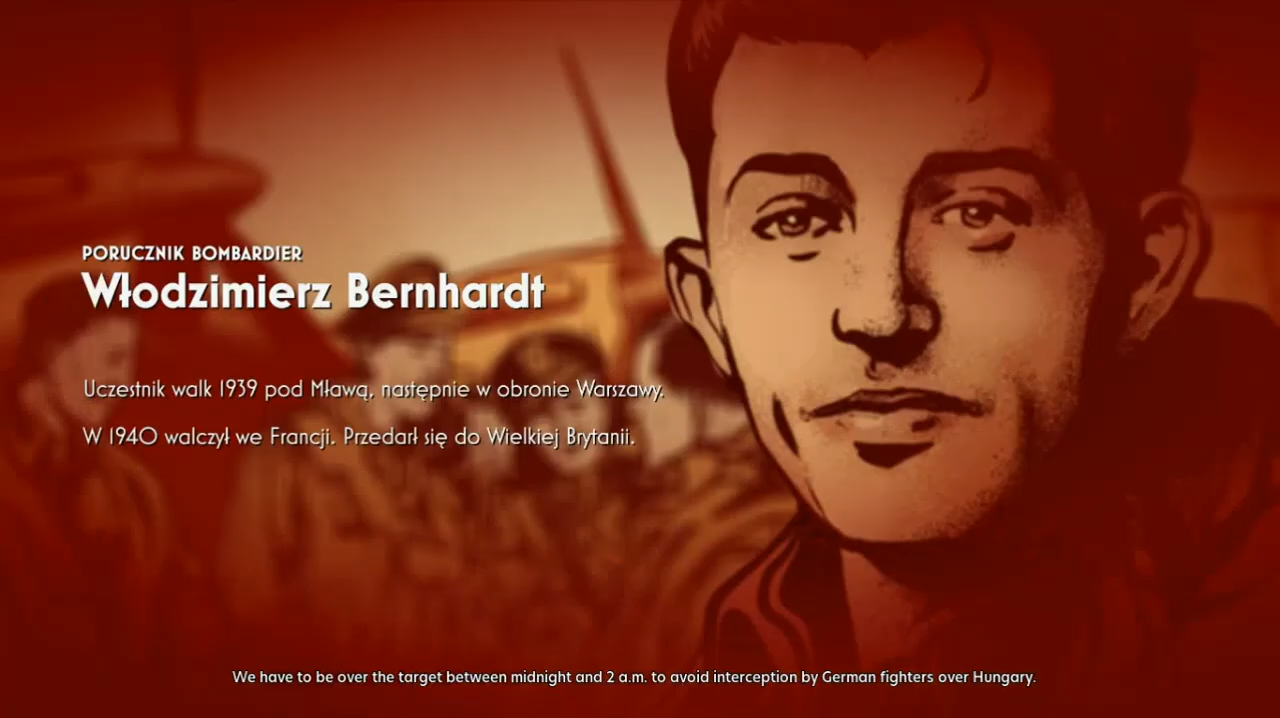 PORUCZNIK BOMBARDIER
Włodzimierz Bernhardt
Uczestnik walk 1939 pod Mławą, następnie w obronie Warszawy.
W 1940 walczył we Francji. Przedarł się do Wielkiej Brytanii.
We have to be over the target between midnight and 2 a.m. to avoid interception by German fighters over Hungary.